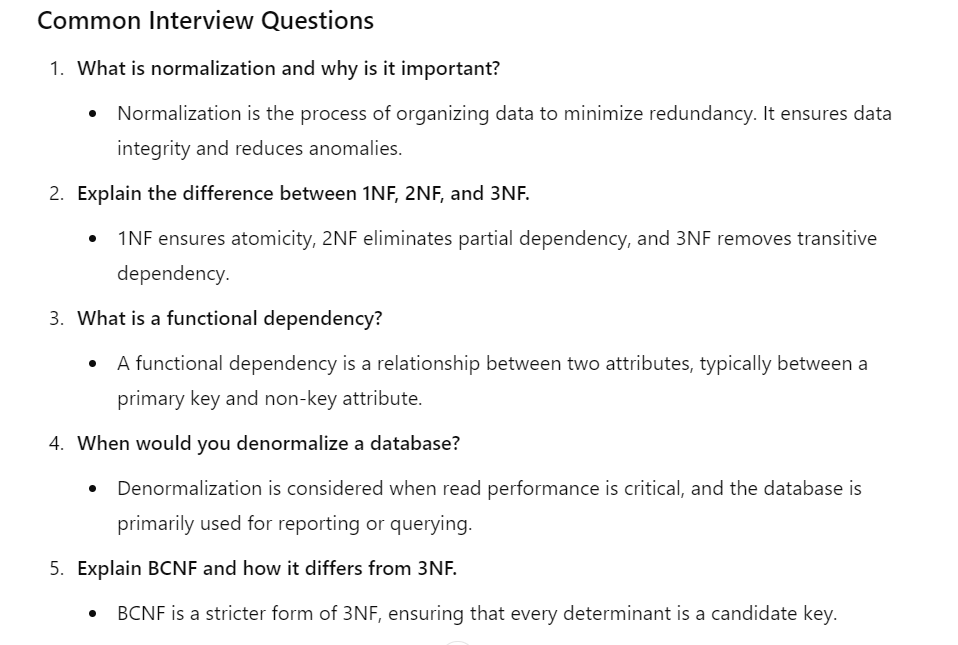 Common Interview Questions
1. What is normalization and why is it important?
• Normalization is the process of organizing data to minimize redundancy. It ensures data
integrity and reduces anomalies.
2. Explain the difference between 1NF, 2NF, and 3NF.
• 1NF ensures atomicity, 2NF eliminates partial dependency, and 3NF removes transitive
dependency.
3. What is a functional dependency?
• A functional dependency is a relationship between two attributes, typically between a
primary key and non-key attribute.
4. When would you denormalize a database?
• Denormalization is considered when read performance is critical, and the database is
primarily used for reporting or querying.
5. Explain BCNF and how it differs from 3NF.
• BCNF is a stricter form of 3NF, ensuring that every determinant is a candidate key.